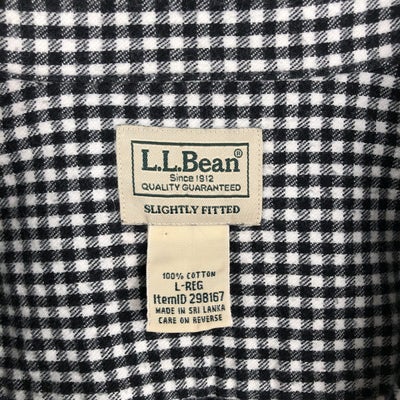 L.L.Bean®
Since 1912
QUALITY GUARANTEED
SLIGHTLY FITTED
100% COTTON
L-REG
ItemID 298167
MADE IN SRI LANKA
CARE ON REVERSE